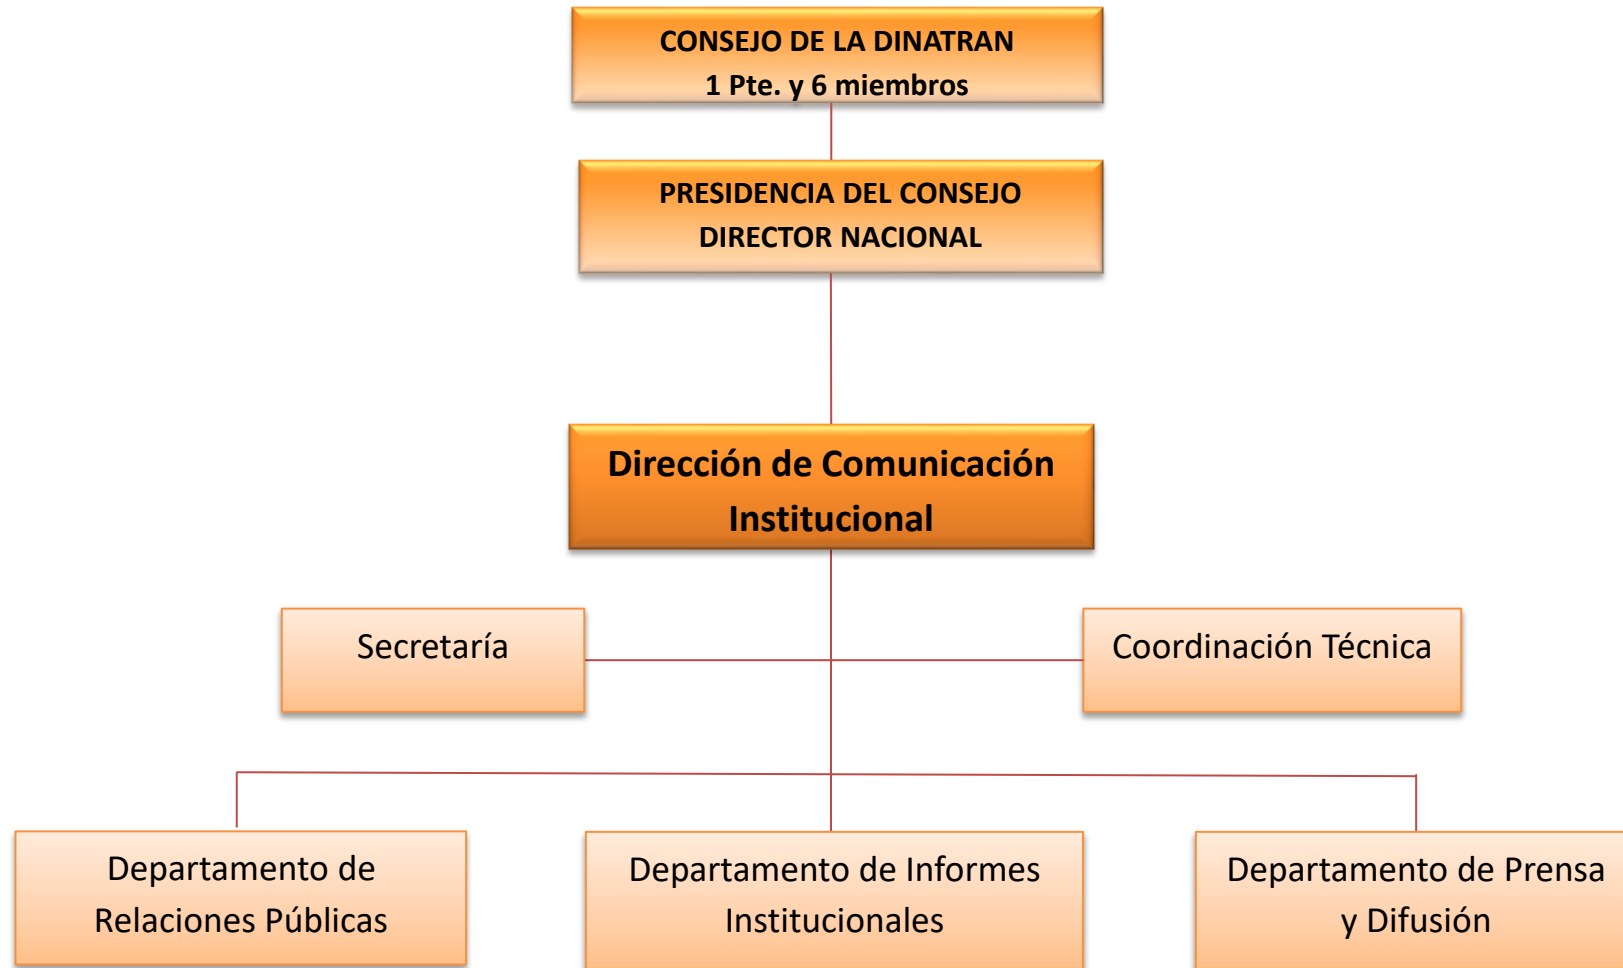 CONSEJO DE LA DINATRAN
1 Pte. y 6 miembros
PRESIDENCIA DEL CONSEJO
DIRECTOR NACIONAL
Dirección de Comunicación
Institucional
Secretaría
Coordinación Técnica
Departamento de
Relaciones Públicas
Departamento de Informes
Institucionales
Departamento de Prensa
y Difusión